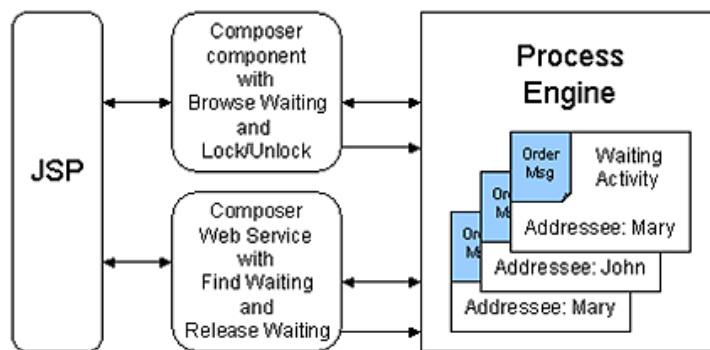 JSP
Composer
component
with
Browse Waiting
and
Lock/Unlock
Composer
Web Service
with
Find Waiting
and
Release Waiting
Process
Engine
Order
Msg
Waiting
Activity
Addressee: Mary
Addressee: John
Addressee: Mary